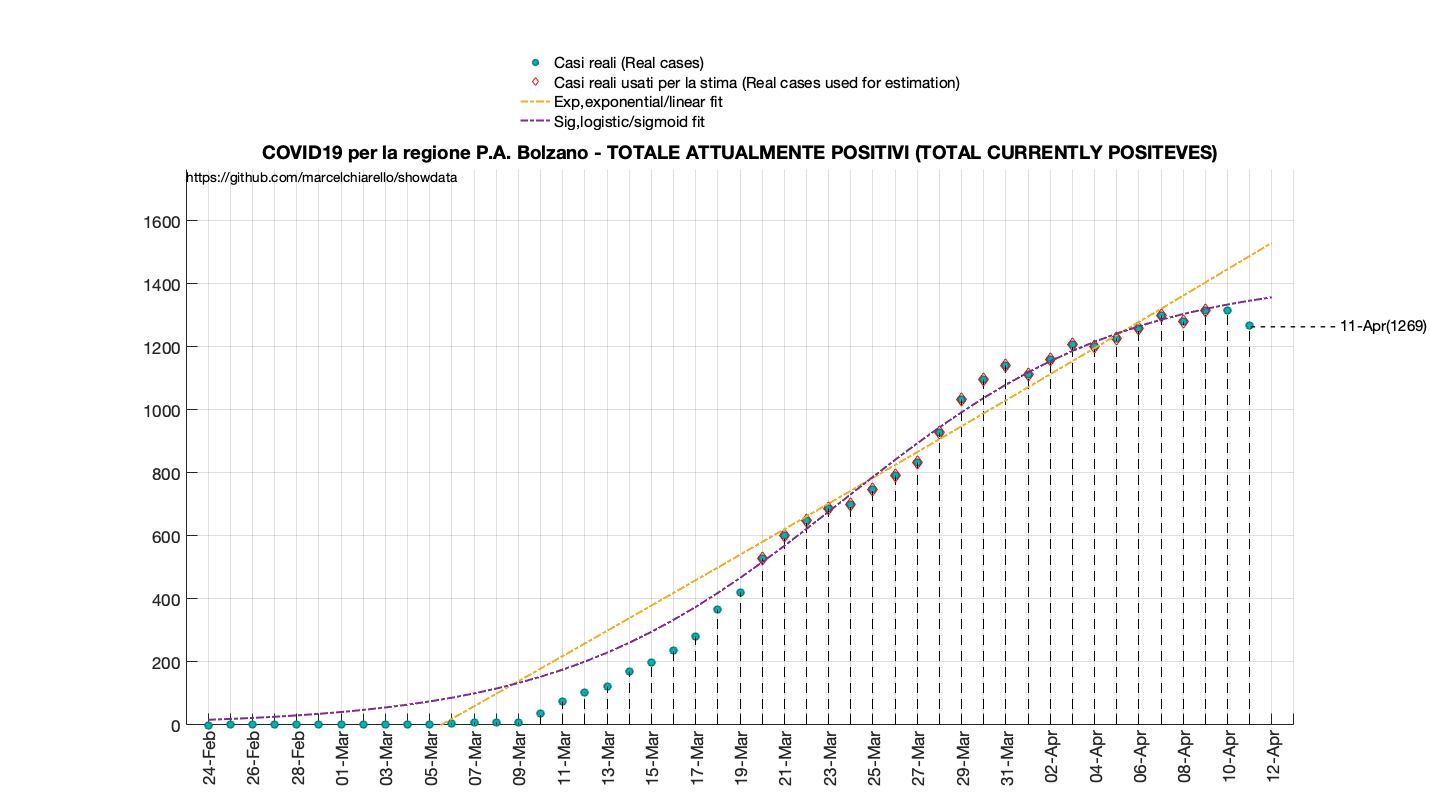 Casi reali (Real cases)
Casi reali usati per la stima (Real cases used for estimation)
Exp,exponential/linear fit
Sig,logistic/sigmoid fit
COVID19 per la regione P.A. Bolzano - TOTALE ATTUALMENTE POSITIVI (TOTAL CURRENTLY POSITEVES)
https://github.com/marcelchiarello/showdata
1600
1400
11-Apr(1269)
1200
1000
800
600
400
200
0
24-Feb
26-Feb
28-Feb
01-Mar
03-Mar
05-Mar
07-Mar
09-Mar
11-Mar
13-Mar
15-Mar
17-Mar
19-Mar
21-Mar
23-Mar
25-Mar
27-Mar
29-Mar
31-Mar
02-Apr
04-Apr
06-Apr
08-Apr
10-Apr
12-Apr